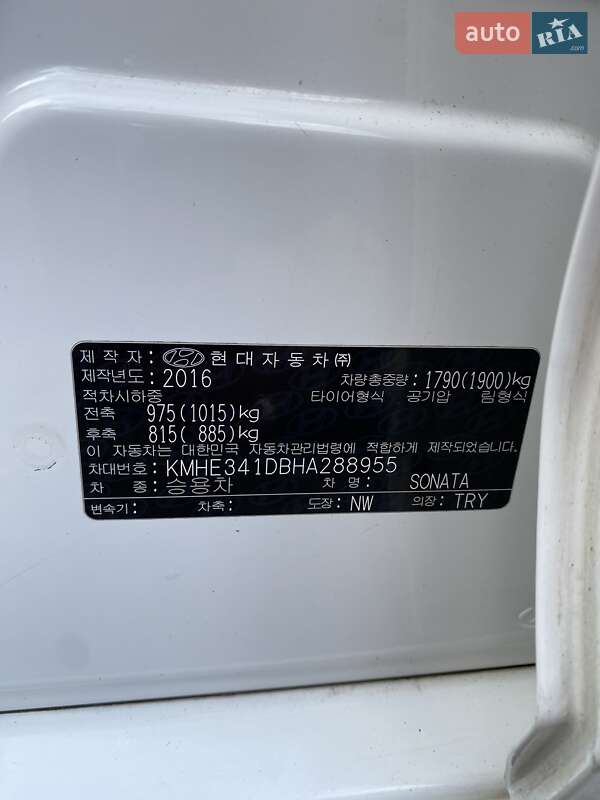 auto RIA.com
제 작 자 : 현대자동차㈜
제작년도 : 2016 차량총중량 : 1790(1900)kg
적차시하중 타이어형식 공기압 림형식
전축 975(1015)kg
후축 815( 885)kg
이 자동차는 대한민국 자동차관리법령에 적합하게 제작되었습니다.
차대번호 : KMHE341DBHA288955
차 종 : 승용차 차 명 : SONATA
변속기 : 차축 : 도장 : NW 의장 : TRY